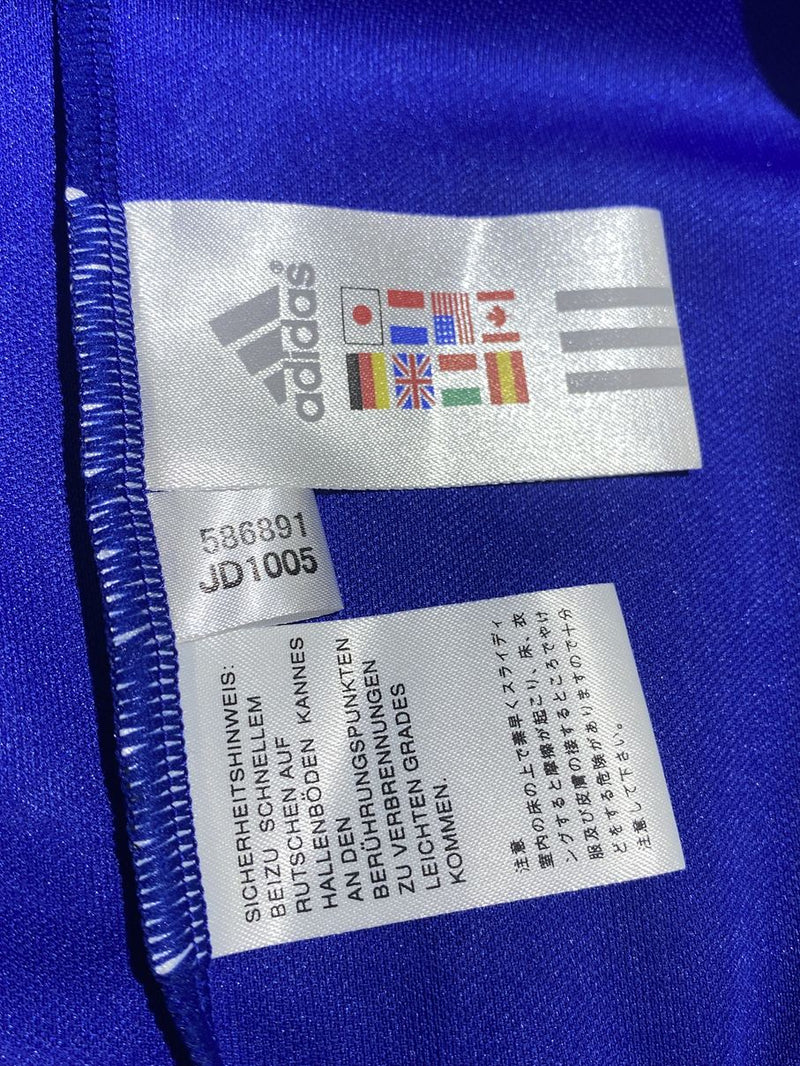 adidas®
586891
JD1005
SICHERHEITSHINWEIS:
BEIZU SCHNELLEM
RUTSCHEN AUF
HALLENBÖDEN KANNES
AN DEN
BERÜHRUNGSPUNKTEN
ZU VERBRENNUNGEN
LEICHTEN GRADES
KOMMEN.
注意
室内の床の上で素早くスライディ
ングすると摩擦が起こり、床、衣
服及び皮膚の接するところでやけ
どをする危険がありますので十分
注意して下さい。